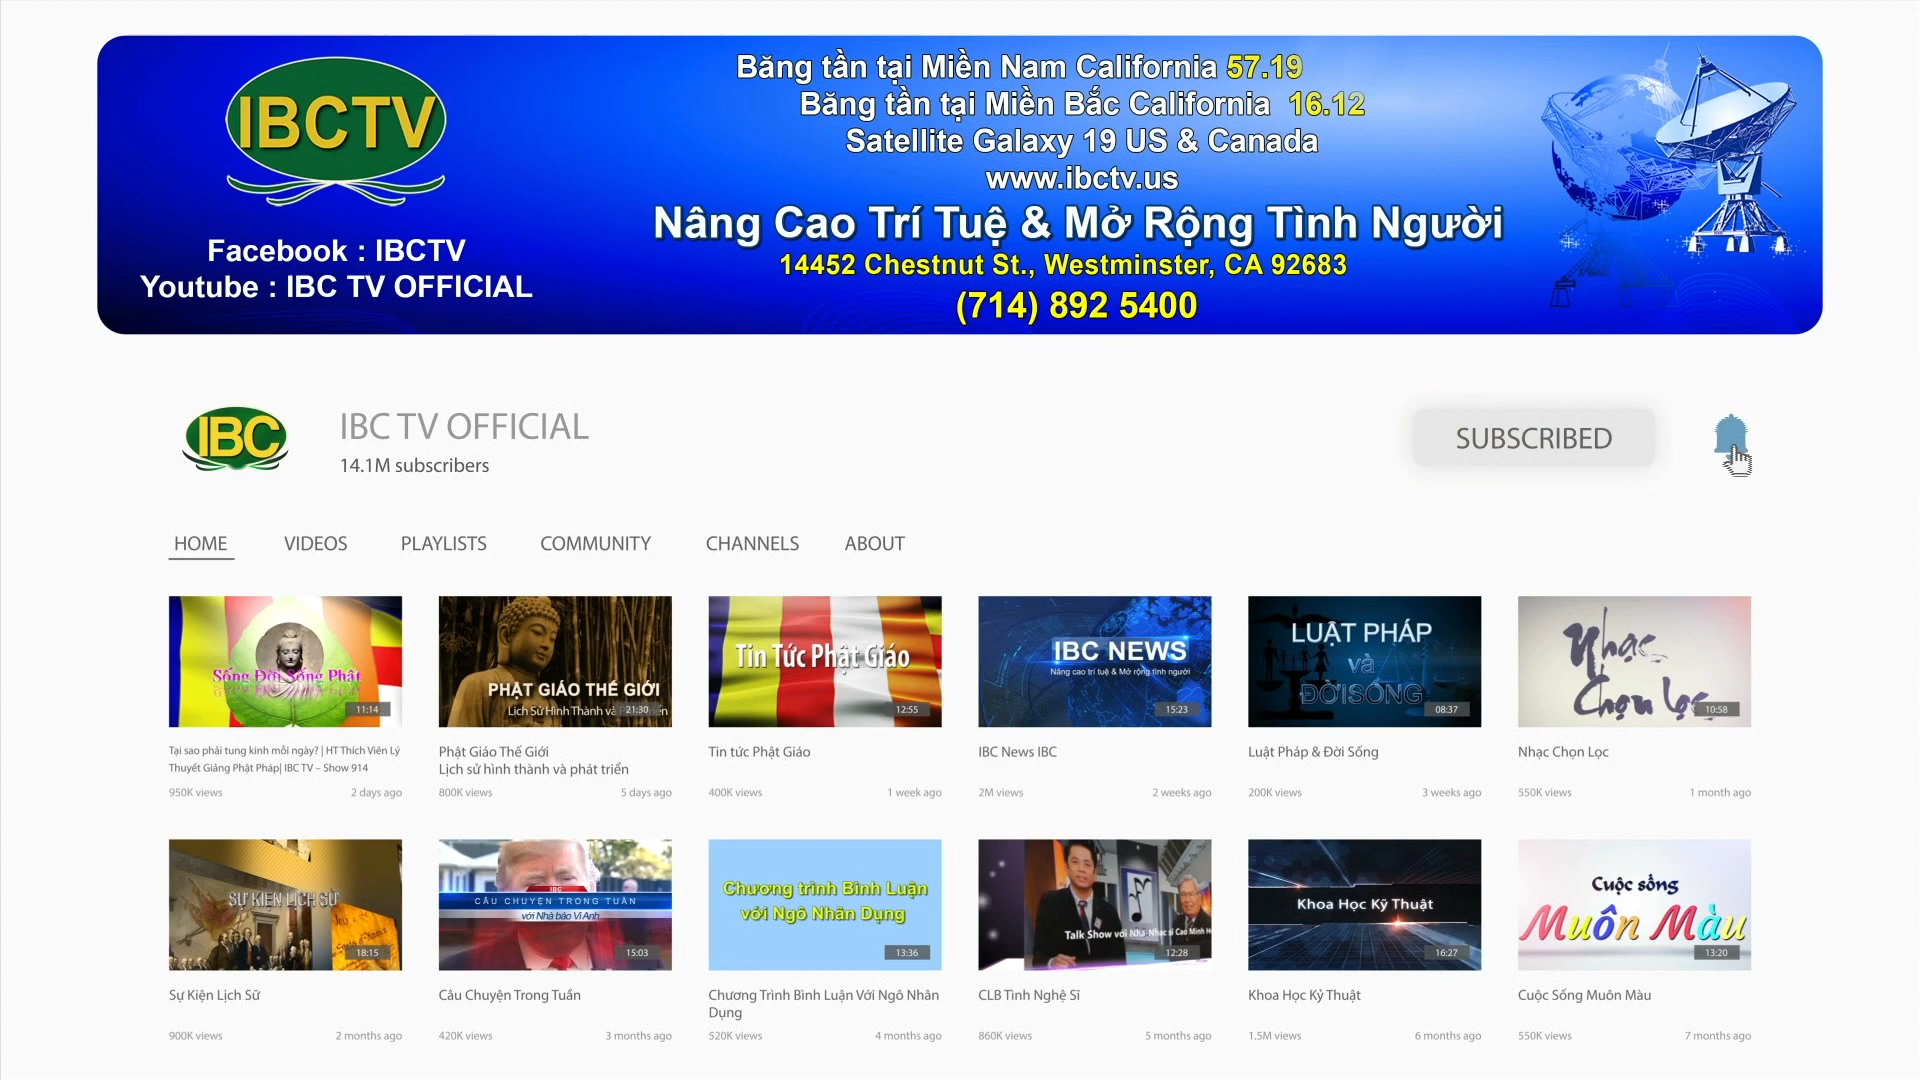 IBCTV
Facebook : IBCTV
Youtube : IBC TV OFFICIAL
Băng tần tại Miền Nam California 57.19
Băng tần tại Miền Bắc California 16.12
Satellite Galaxy 19 US & Canada
www.ibctv.us
Nâng Cao Trí Tuệ & Mở Rộng Tình Người
14452 Chestnut St., Westminster, CA 92683
(714) 892 5400
IBC
IBC TV OFFICIAL
14.1M subscribers
SUBSCRIBED
HOME VIDEOS PLAYLISTS COMMUNITY CHANNELS ABOUT
Sống Đời Sống Phật
11:14
Tại sao phải tung kinh mỗi ngày? | HT Thích Viên Lý
Thuyết Giảng Phật Pháp| IBC TV – Show 914
950K views 2 days ago
PHẬT GIÁO THẾ GIỚI
Lịch Sử Hình Thành và
21:30
Phật Giáo Thế Giới
Lịch sử hình thành và phát triển
800K views 5 days ago
Tin Tức Phật Giáo
12:55
Tin tức Phật Giáo
400K views 1 week ago
IBC NEWS
Nâng cao trí tuệ & Mở rộng tình người
15:23
IBC News IBC
2M views 2 weeks ago
LUẬT PHÁP
và
ĐỜI SỐNG
08:37
Luật Pháp & Đời Sống
200K views 3 weeks ago
Nhạc
Chọn lọc
10:58
Nhạc Chọn Lọc
550K views 1 month ago
SỰ KIỆN LỊCH SỬ
18:15
Sự Kiện Lịch Sữ
900K views 2 months ago
IBC
CÂU CHUYỆN TRONG TUẦN
với Nhà báo Vi Anh
15:03
Câu Chuyện Trong Tuần
420K views 3 months ago
Chương trình Bình Luận
với Ngô Nhân Dụng
13:36
Chương Trình Bình Luận Với Ngô Nhân
Dụng
520K views 4 months ago
Talk Show với Nhà Nhạc sĩ Cao Minh
12:28
CLB Tình Nghệ Sĩ
860K views 5 months ago
Khoa Học Kỹ Thuật
16:27
Khoa Học Kỷ Thuật
1.5M views 6 months ago
Cuộc sống
Muôn Màu
13:20
Cuộc Sống Muôn Màu
550K views 7 months ago